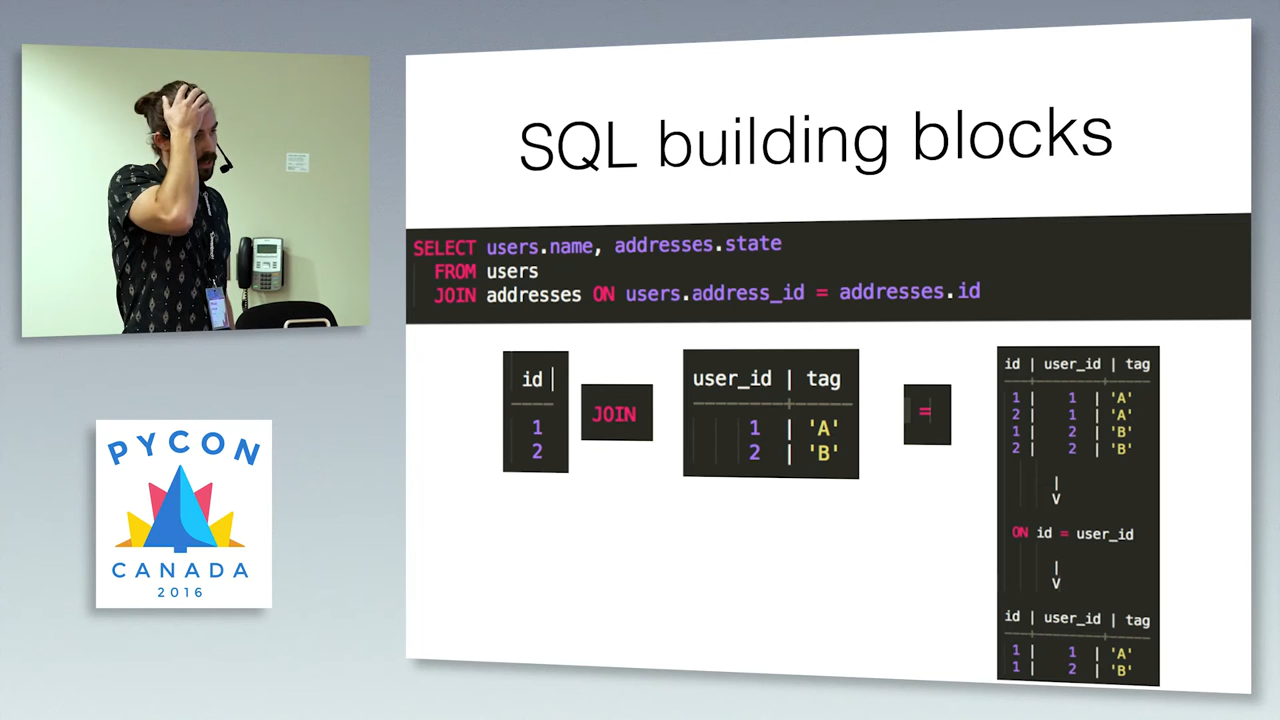 SQL building blocks
SELECT users.name, addresses.state
FROM users
JOIN addresses ON users.address_id = addresses.id
id |
1
2
JOIN
user_id | tag
1 | 'A'
2 | 'B'
=
id | user_id | tag
1 | 1 | 'A'
2 | 1 | 'A'
1 | 2 | 'B'
2 | 2 | 'B'
|
v
ON id = user_id
|
v
id | user_id | tag
1 | 1 | 'A'
1 | 2 | 'B'
PYCON
CANADA
2016